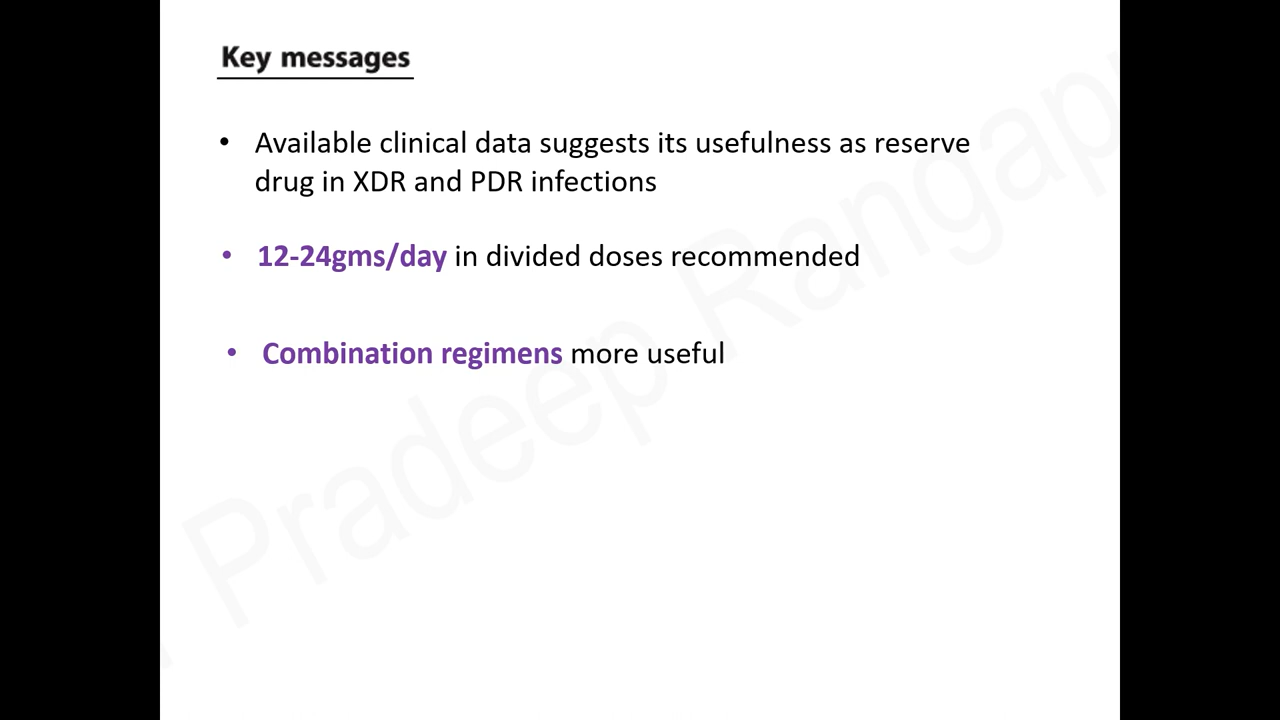 Key messages
• Available clinical data suggests its usefulness as reserve
drug in XDR and PDR infections
• 12-24gms/day in divided doses recommended
• Combination regimens more useful
Pradeep Rangap